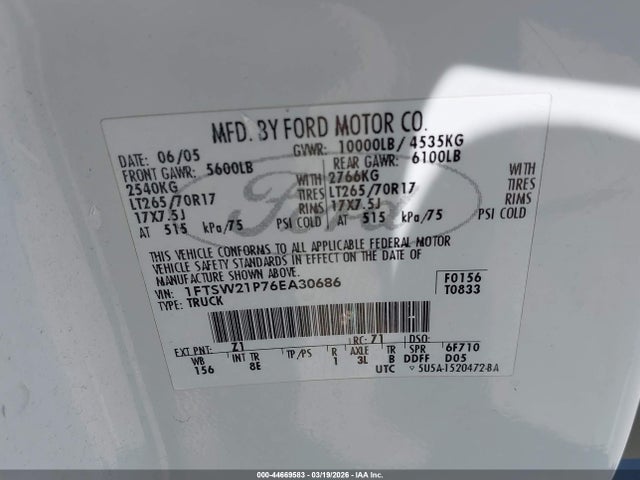 MFD. BY FORD MOTOR CO.
DATE: 06/05 GVWR: 10000LB/ 4535KG
FRONT GAWR: 5600LB REAR GAWR: 6100LB
2540KG WITH 2766KG WITH
LT265/70R17 TIRES LT265/70R17 TIRES
17X7.5J RIMS 17X7.5J RIMS
AT 515 kPa/75 PSI COLD AT 515 kPa/75 PSI COLD
THIS VEHICLE CONFORMS TO ALL APPLICABLE FEDERAL MOTOR
VEHICLE SAFETY STANDARDS IN EFFECT ON THE DATE OF
MANUFACTURE SHOWN ABOVE.
VIN: 1FTSW21P76EA30686 F0156
TYPE: TRUCK T0833
EXT PNT: Z1 RC: 71 DSO:
WB INT TR TP/PS R AXLE TR SPR 6F710
156 8E 1 3L B DDFF D05
UTC 5U5A-1520472-BA
Ford
000-44669583 - 03/19/2026 - IAA Inc.